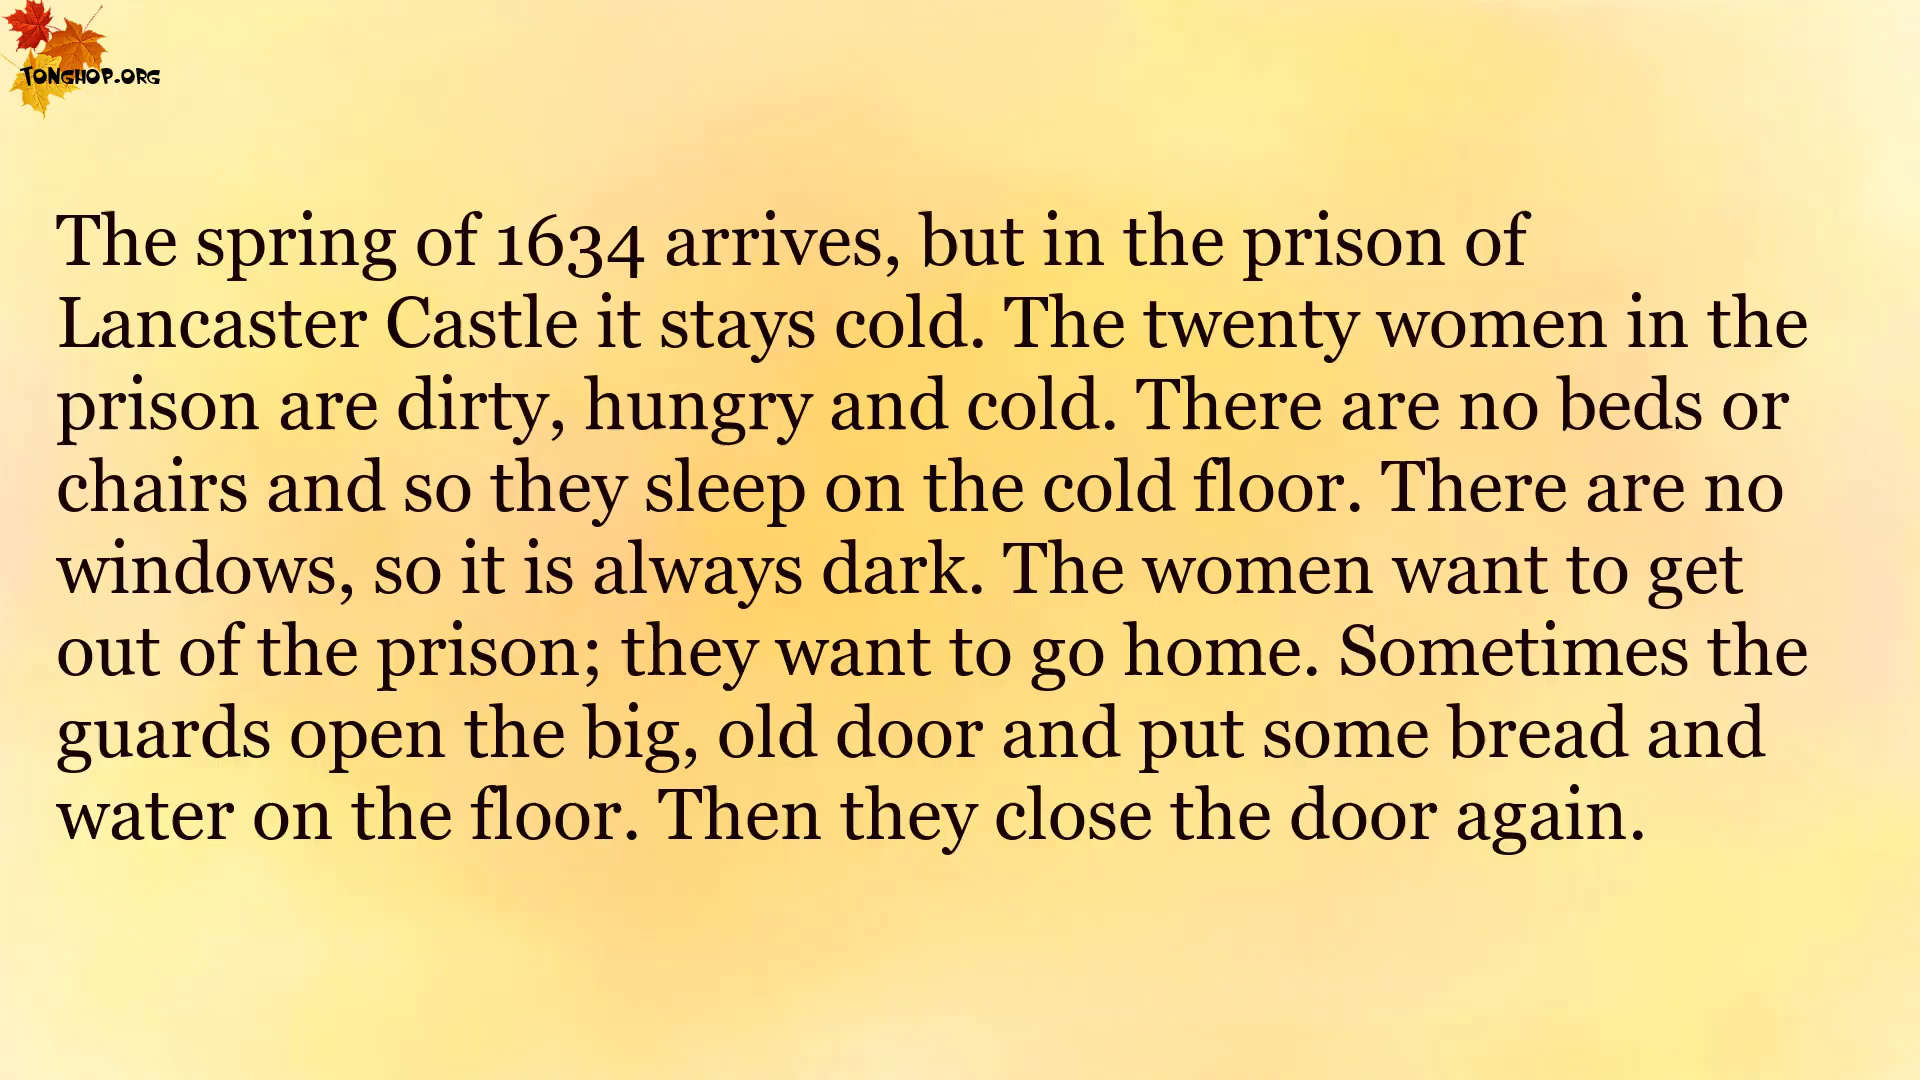 TONGHOP.ORG
The spring of 1634 arrives, but in the prison of
Lancaster Castle it stays cold. The twenty women in the
prison are dirty, hungry and cold. There are no beds or
chairs and so they sleep on the cold floor. There are no
windows, so it is always dark. The women want to get
out of the prison; they want to go home. Sometimes the
guards open the big, old door and put some bread and
water on the floor. Then they close the door again.